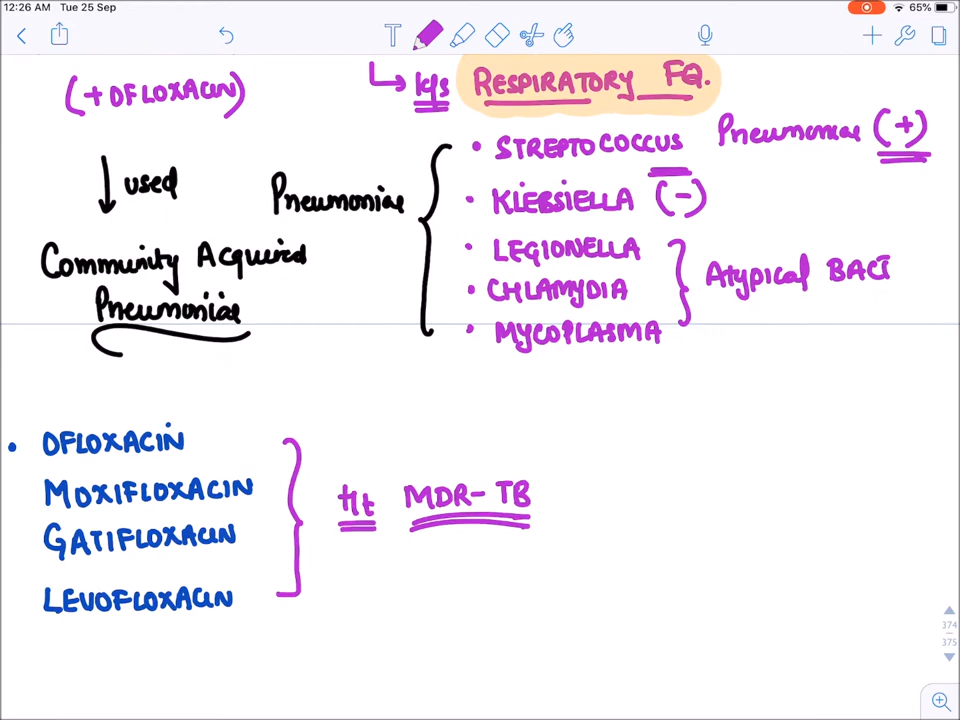 12:26 AM Tue 25 Sep 65%
T
(+ OFLOXACIN)
k/s RESPIRATORY FQ.
• STREPTOCOCCUS Pneumoniae (+)
used
Pneumoniae
• KLEBSIELLA (-)
Community Acquired
Pneumoniae
• LEGIONELLA
• CHLAMYDIA
• MYCOPLASMA
Atypical BACT
• OFLOXACIN
MOXIFLOXACIN
GATIFLOXACIN
LEVOFLOXACIN
MDR-TB
374
375